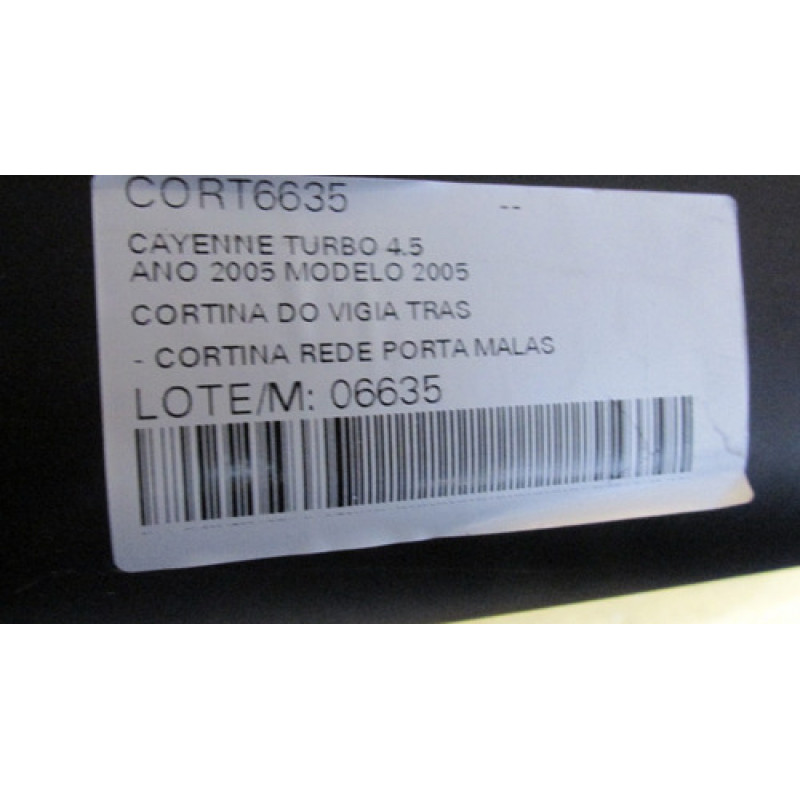 CORT6635 --
CAYENNE TURBO 4.5
ANO 2005 MODELO 2005
CORTINA DO VIGIA TRAS
- CORTINA REDE PORTA MALAS
LOTE/M: 06635